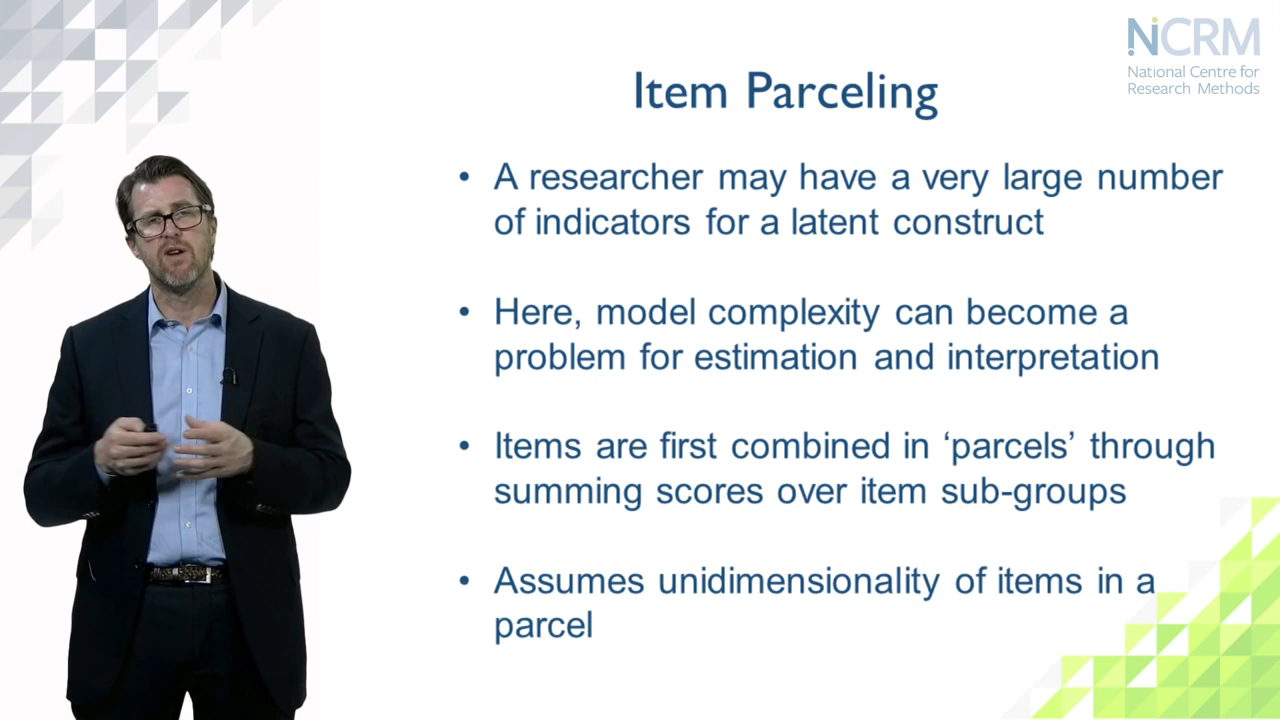 NCRM
National Centre for
Research Methods
Item Parceling
• A researcher may have a very large number
of indicators for a latent construct
• Here, model complexity can become a
problem for estimation and interpretation
• Items are first combined in ‘parcels’ through
summing scores over item sub-groups
• Assumes unidimensionality of items in a
parcel